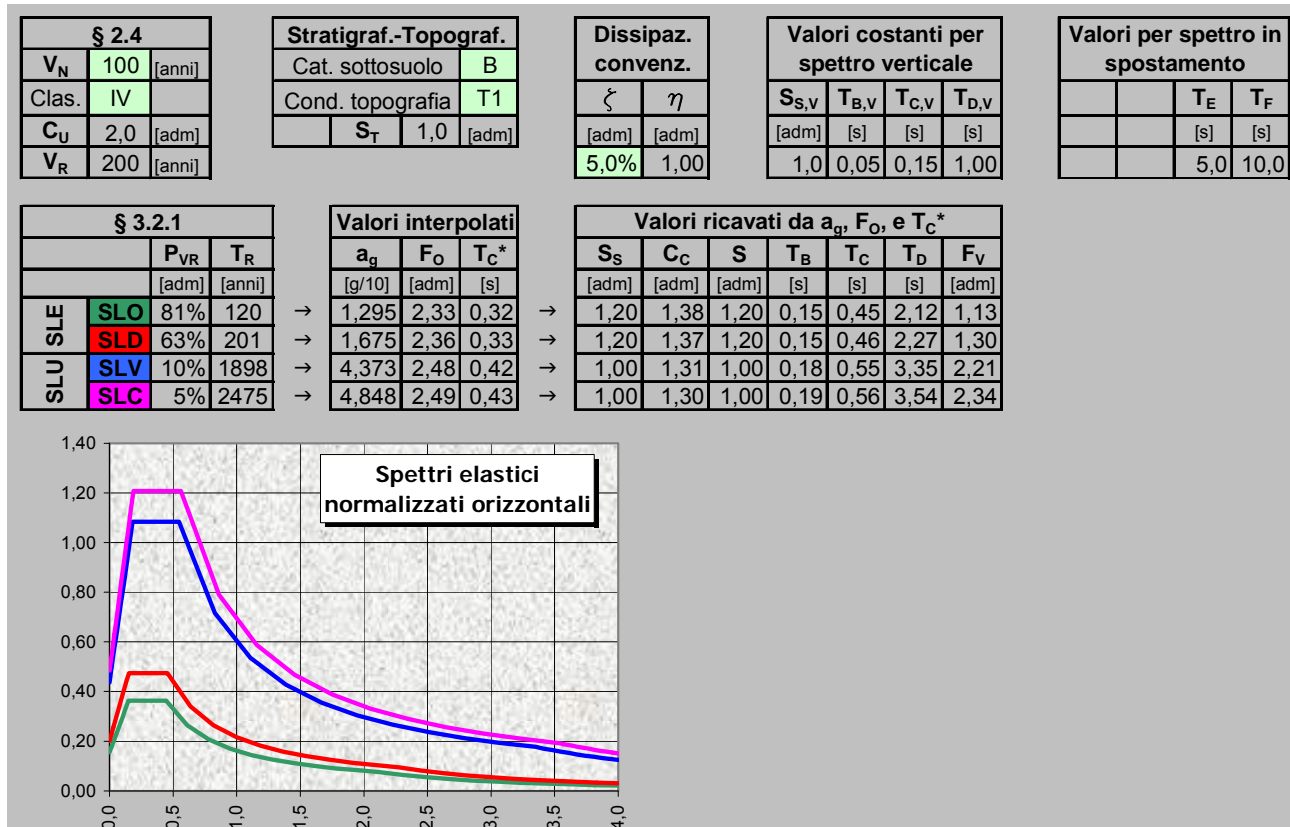 § 2.4
V_N 100 [anni]
Clas. IV
C_U 2,0 [adm]
V_R 200 [anni]
Stratigraf.-Topograf.
Cat. sottosuolo B
Cond. topografia T1
S_T 1,0 [adm]
Dissipaz.
convenz.
ζ η
[adm] [adm]
5,0% 1,00
Valori costanti per
spettro verticale
S_S,V T_B,V T_C,V T_D,V
[adm] [s] [s] [s]
1,0 0,05 0,15 1,00
Valori per spettro in
spostamento
T_E T_F
[s] [s]
5,0 10,0
§ 3.2.1 Valori interpolati Valori ricavati da a_g, F_O, e T_C*
P_VR T_R a_g F_O T_C* S_S C_C S T_B T_C T_D F_V
[adm] [anni] [g/10] [adm] [s] [adm] [adm] [adm] [s] [s] [s] [adm]
SLE
SLO 81% 120 → 1,295 2,33 0,32 → 1,20 1,38 1,20 0,15 0,45 2,12 1,13
SLD 63% 201 → 1,675 2,36 0,33 → 1,20 1,37 1,20 0,15 0,46 2,27 1,30
SLU
SLV 10% 1898 → 4,373 2,48 0,42 → 1,00 1,31 1,00 0,18 0,55 3,35 2,21
SLC 5% 2475 → 4,848 2,49 0,43 → 1,00 1,30 1,00 0,19 0,56 3,54 2,34
Spettri elastici
normalizzati orizzontali
1,40
1,20
1,00
0,80
0,60
0,40
0,20
0,00
0,0 0,5 1,0 1,5 2,0 2,5 3,0 3,5 4,0